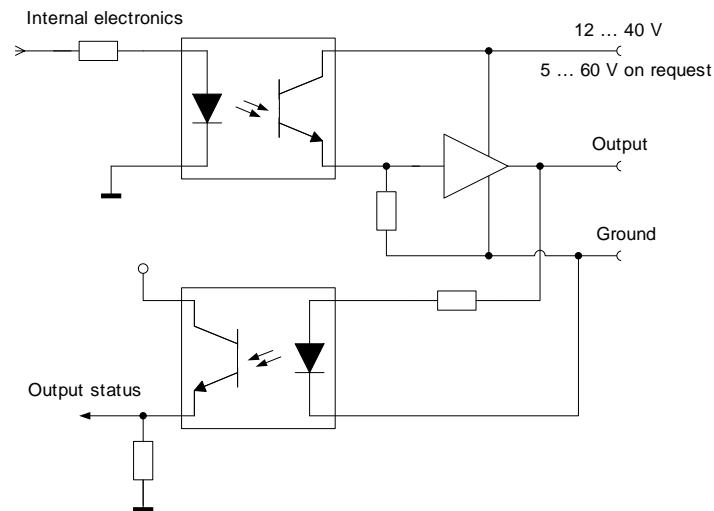 Internal electronics
12 ... 40 V
5 ... 60 V on request
Output
Ground
Output status